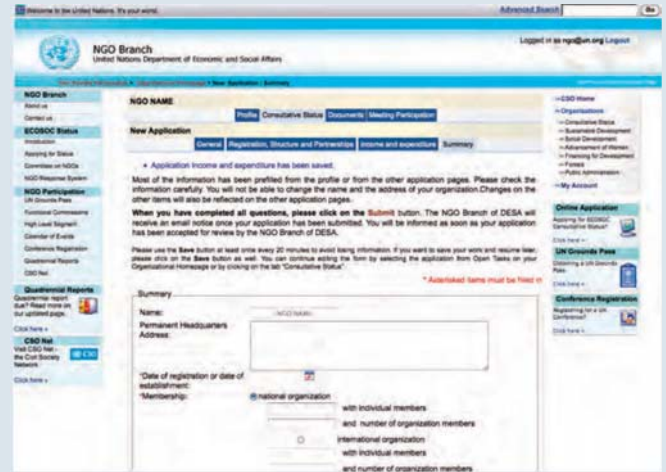 Welcome to the United Nations. It's your world.
Advanced Search
Go
NGO Branch
United Nations Department of Economic and Social Affairs
Logged in as ngo@un.org Logout
New Application - Summary
NGO Branch
About us
Contact us
ECOSOC Status
Introduction
Applying for Status
Committee on NGOs
NGO Response System
NGO Participation
UN Grounds Pass
Functional Commissions
High Level Segment
Calendar of Events
Conference Registration
Quadrennial Reports
CSO Net
Quadrennial Reports
Quadrennial report
due? Read more on
our updated page.
Click here »
CSO Net
Visit CSO Net -
the Civil Society
Network
Click here »
NGO NAME
Profile Consultative Status Documents Meeting Participation
New Application
General Registration, Structure and Partnerships Income and expenditure Summary
Application Income and expenditure has been saved.
Most of the information has been prefilled from the profile or from the other application pages. Please check the
information carefully. You will not be able to change the name and the address of your organization.Changes on the
other items will also be reflected on the other application pages.
When you have completed all questions, please click on the Submit button. The NGO Branch of DESA will
receive an email notice once your application has been submitted. You will be informed as soon as your application
has been accepted for review by the NGO Branch of DESA.
Please use the Save button at least once every 20 minutes to avoid losing information. If you want to save your work and resume later,
please click on the Save button as well. You can continue editing the form by selecting the application from Open Tasks on your
Organizational Homepage or by clicking on the tab "Consultative Status".
* Asterisked items must be filled in
Summary
Name:
NGO NAME
Permanent Headquarters
Address:
*Date of registration or date of
establishment:
*Membership:
national organization
with individual members
and number of organization members
international organization
with individual members
and number of organization members
CSO Home
Organizations
Consultative Status
Sustainable Development
Social Development
Advancement of Women
Financing for Development
Forests
Public Administration
My Account
Online Application
Applying for ECOSOC
Consultative Status?
Click here »
UN Grounds Pass
Obtaining a UN Grounds
Pass
Click here »
Conference Registration
Registering for a UN
Conference?
Click here »